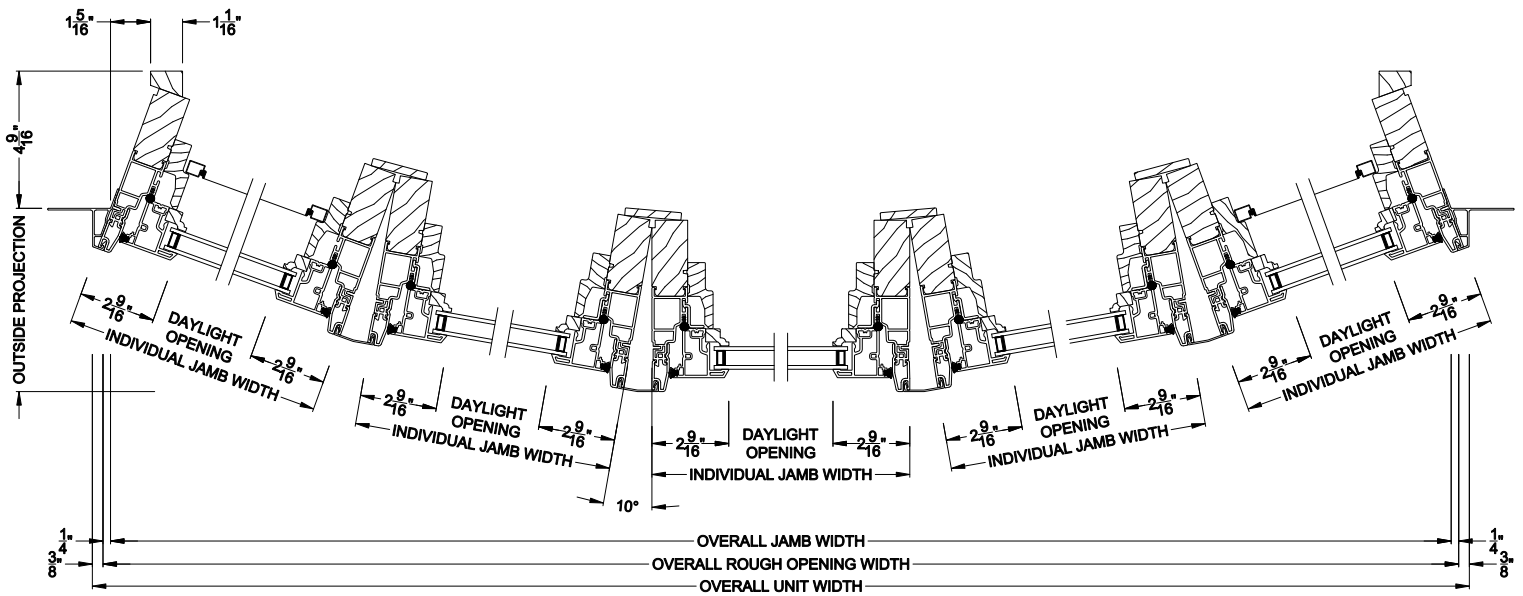 1 5/16" 1 1/16"
4 9/16"
OUTSIDE PROJECTION
2 9/16"
DAYLIGHT
OPENING
2 9/16"
INDIVIDUAL JAMB WIDTH
2 9/16"
DAYLIGHT
OPENING
2 9/16"
INDIVIDUAL JAMB WIDTH
10°
2 9/16"
DAYLIGHT
OPENING
2 9/16"
INDIVIDUAL JAMB WIDTH
2 9/16"
DAYLIGHT
OPENING
2 9/16"
INDIVIDUAL JAMB WIDTH
2 9/16"
DAYLIGHT
OPENING
2 9/16"
INDIVIDUAL JAMB WIDTH
1/4" OVERALL JAMB WIDTH 1/4"
3/8" OVERALL ROUGH OPENING WIDTH 3/8"
OVERALL UNIT WIDTH